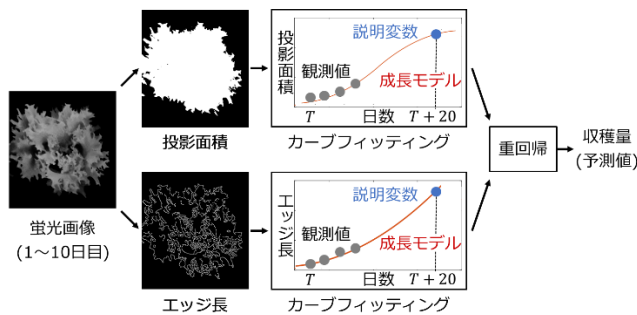 蛍光画像
(1～10日目)
投影面積
エッジ長
投影面積
説明変数
観測値
成長モデル
T
日数
T + 20
カーブフィッティング
エッジ長
説明変数
観測値
成長モデル
T
日数
T + 20
カーブフィッティング
重回帰
収穫量
(予測値)